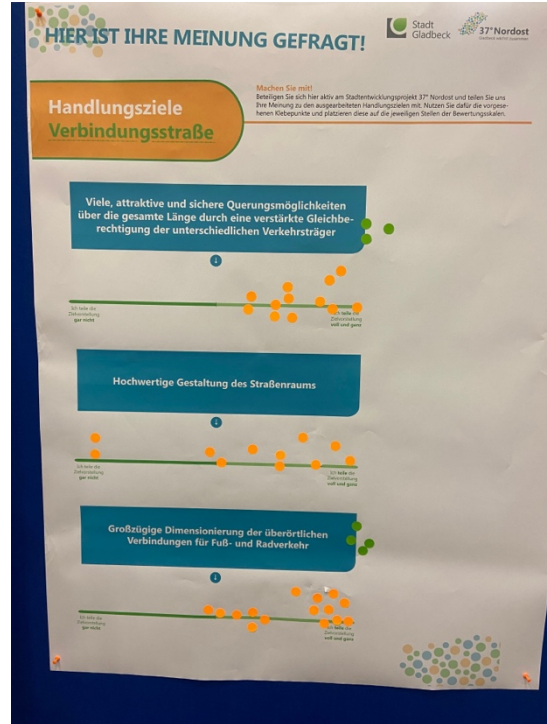 HIER IST IHRE MEINUNG GEFRAGT!
Stadt
Gladbeck
37° Nordost
Handlungsziele
Verbindungsstraße
Machen Sie mit!
Beteiligen Sie sich hier aktiv am Stadtentwicklungsprojekt 37° Nordost und teilen Sie uns
Ihre Meinung zu den ausgearbeiteten Handlungszielen mit. Nutzen Sie dafür die vorgese-
henen Klebepunkte und platzieren diese auf die jeweiligen Stellen der Bewertungsskalen.
Viele, attraktive und sichere Querungsmöglichkeiten
über die gesamte Länge durch eine verstärkte Gleichbe-
rechtigung der unterschiedlichen Verkehrsträger
Ich teile die
Zielvorstellung
gar nicht
Ich teile die
Zielvorstellung
voll und ganz
Hochwertige Gestaltung des Straßenraums
Ich teile die
Zielvorstellung
gar nicht
Ich teile die
Zielvorstellung
voll und ganz
Großzügige Dimensionierung der überörtlichen
Verbindungen für Fuß- und Radverkehr
Ich teile die
Zielvorstellung
gar nicht
Ich teile die
Zielvorstellung
voll und ganz